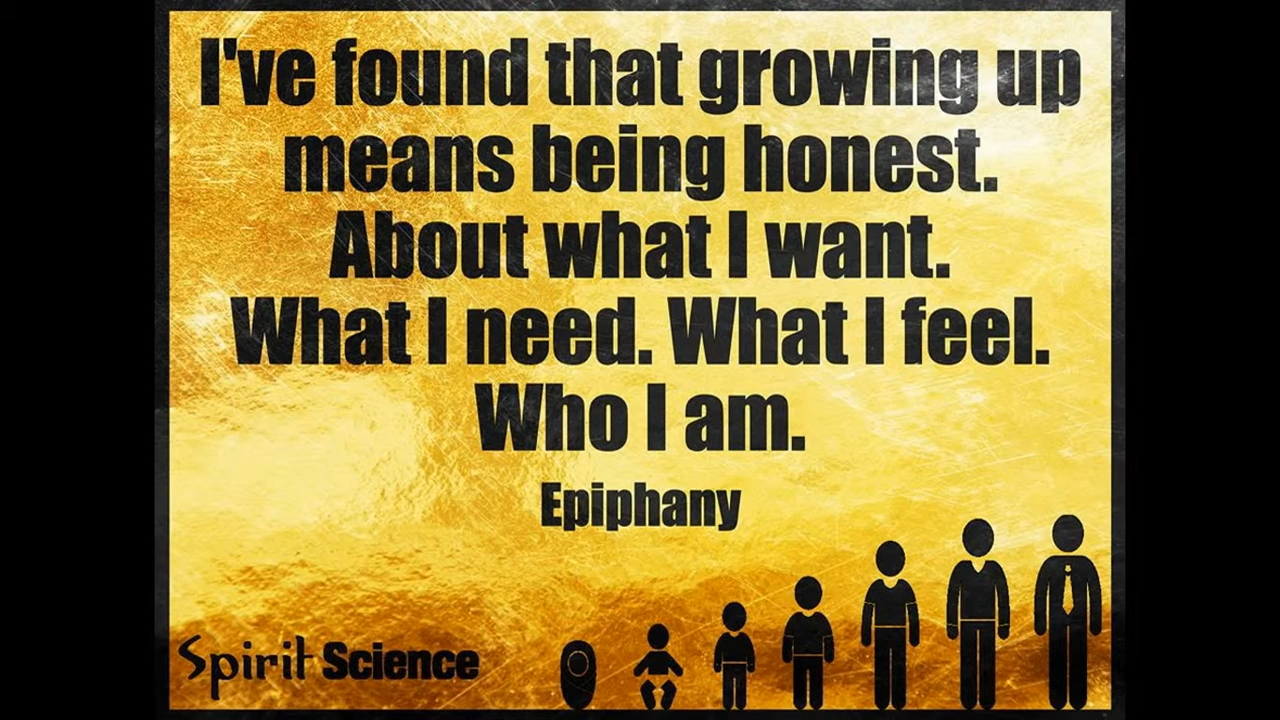 I've found that growing up
means being honest.
About what I want.
What I need. What I feel.
Who I am.
Epiphany
Spirit Science